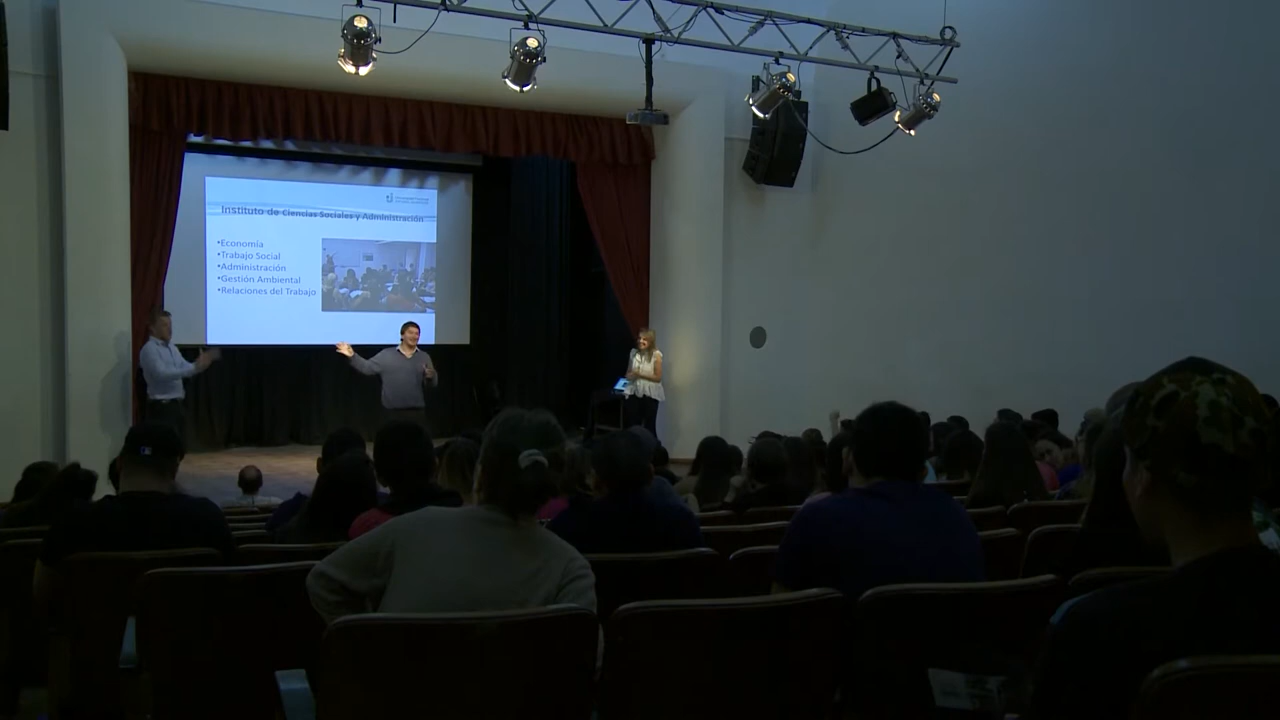 Instituto de Ciencias Sociales y Administración
•Economía
•Trabajo Social
•Administración
•Gestión Ambiental
•Relaciones del Trabajo